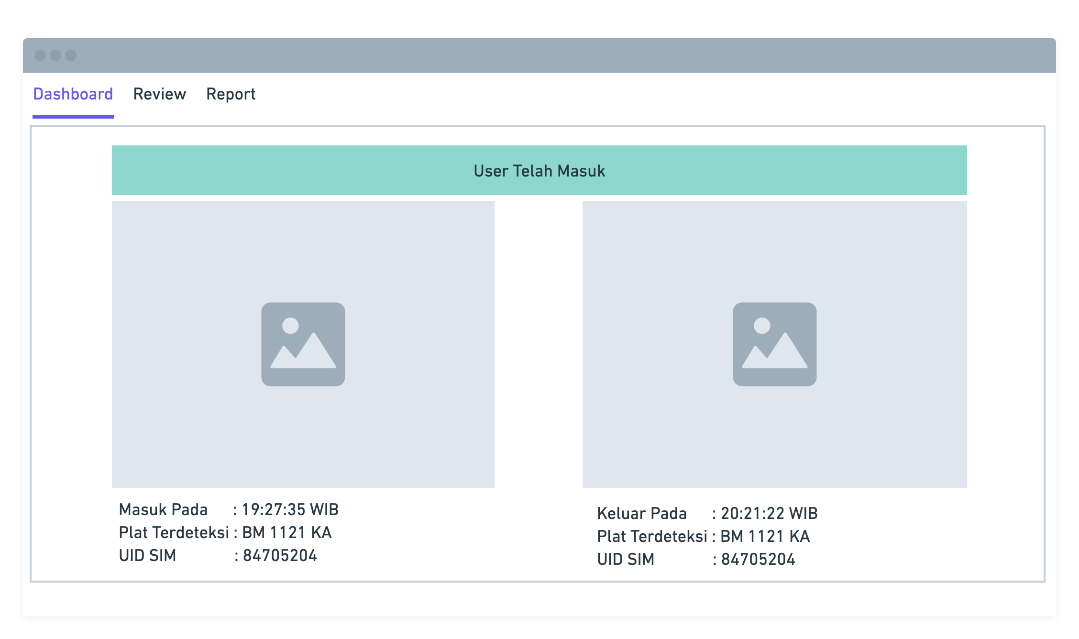 Dashboard Review Report
User Telah Masuk
Masuk Pada : 19:27:35 WIB
Plat Terdeteksi : BM 1121 KA
UID SIM : 84705204
Keluar Pada : 20:21:22 WIB
Plat Terdeteksi : BM 1121 KA
UID SIM : 84705204